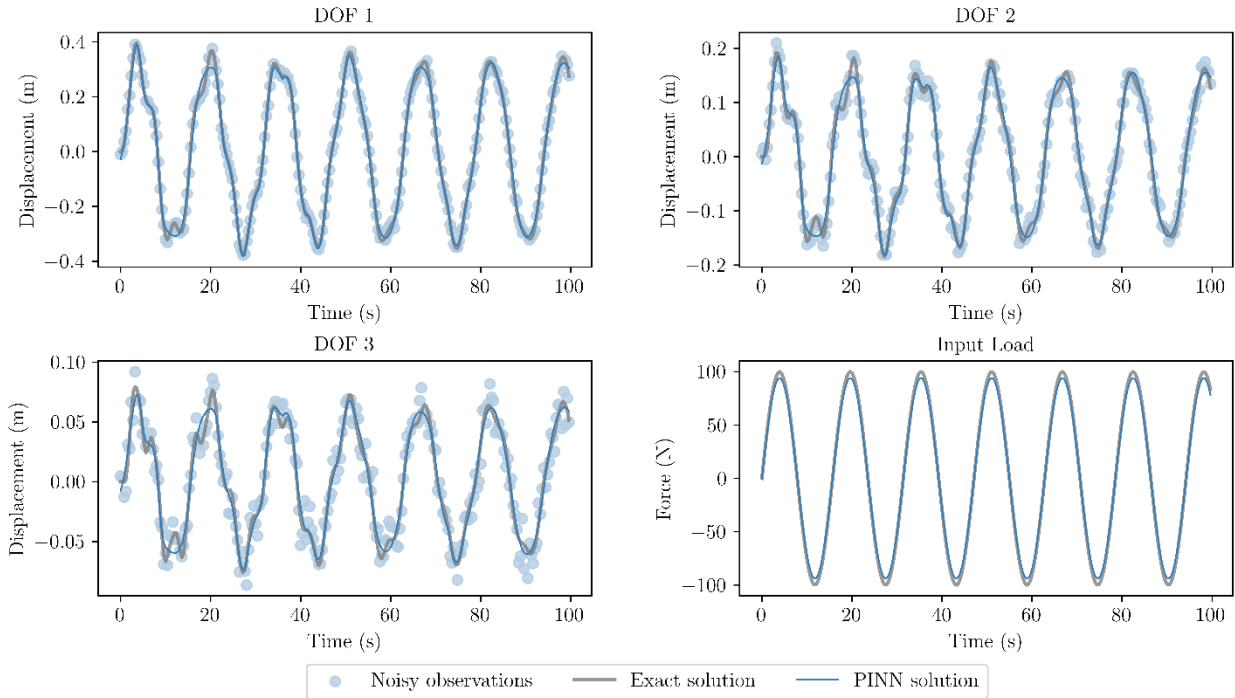 DOF 1
DOF 2
Displacement (m)
0.4
0.2
0.0
−0.2
−0.4
0 20 40 60 80 100
Time (s)
Displacement (m)
0.2
0.1
0.0
−0.1
−0.2
0 20 40 60 80 100
Time (s)
DOF 3
Input Load
Displacement (m)
0.10
0.05
0.00
−0.05
0 20 40 60 80 100
Time (s)
Force (N)
100
50
0
−50
−100
0 20 40 60 80 100
Time (s)
Noisy observations Exact solution PINN solution